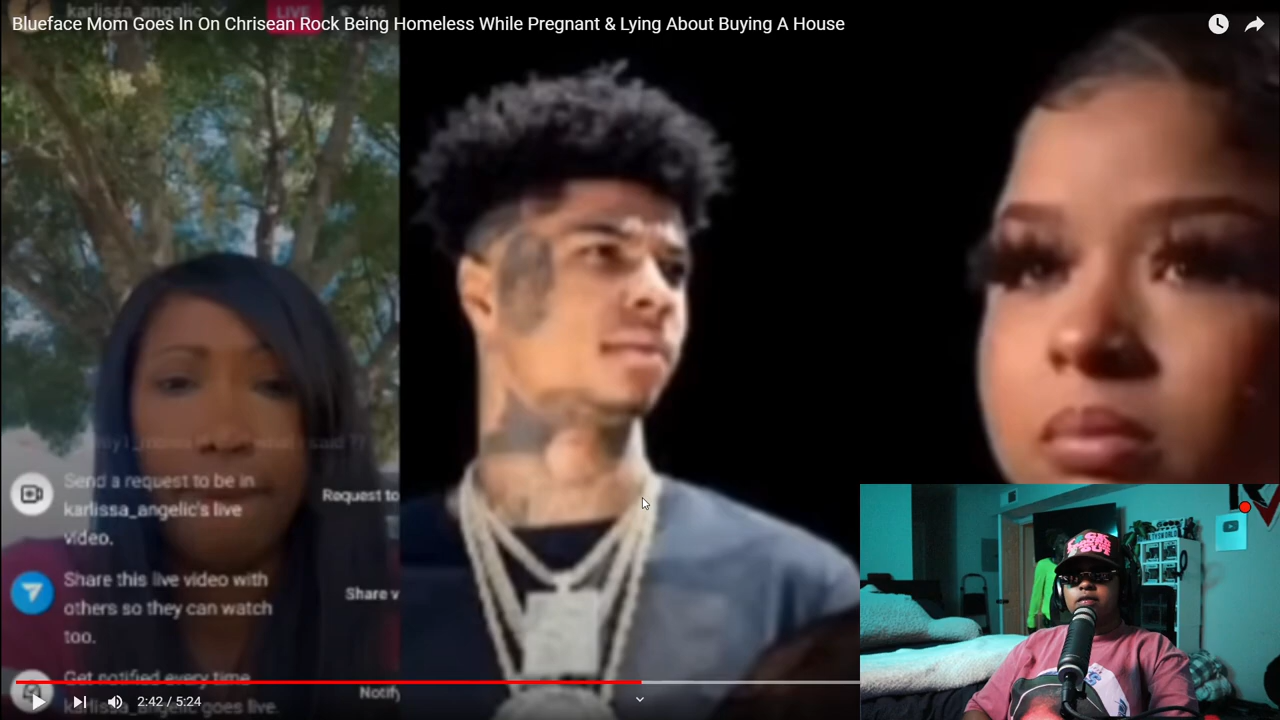 karlissa_angelic
LIVE
466
Blueface Mom Goes In On Chrisean Rock Being Homeless While Pregnant & Lying About Buying A House
said ??
Send a request to be in
karlissa_angelic's live
video.
Request to
Share this live video with
others so they can watch
too.
Share v
Get notified every time
karlissa_angelic goes live.
Notify
2:42 / 5:24